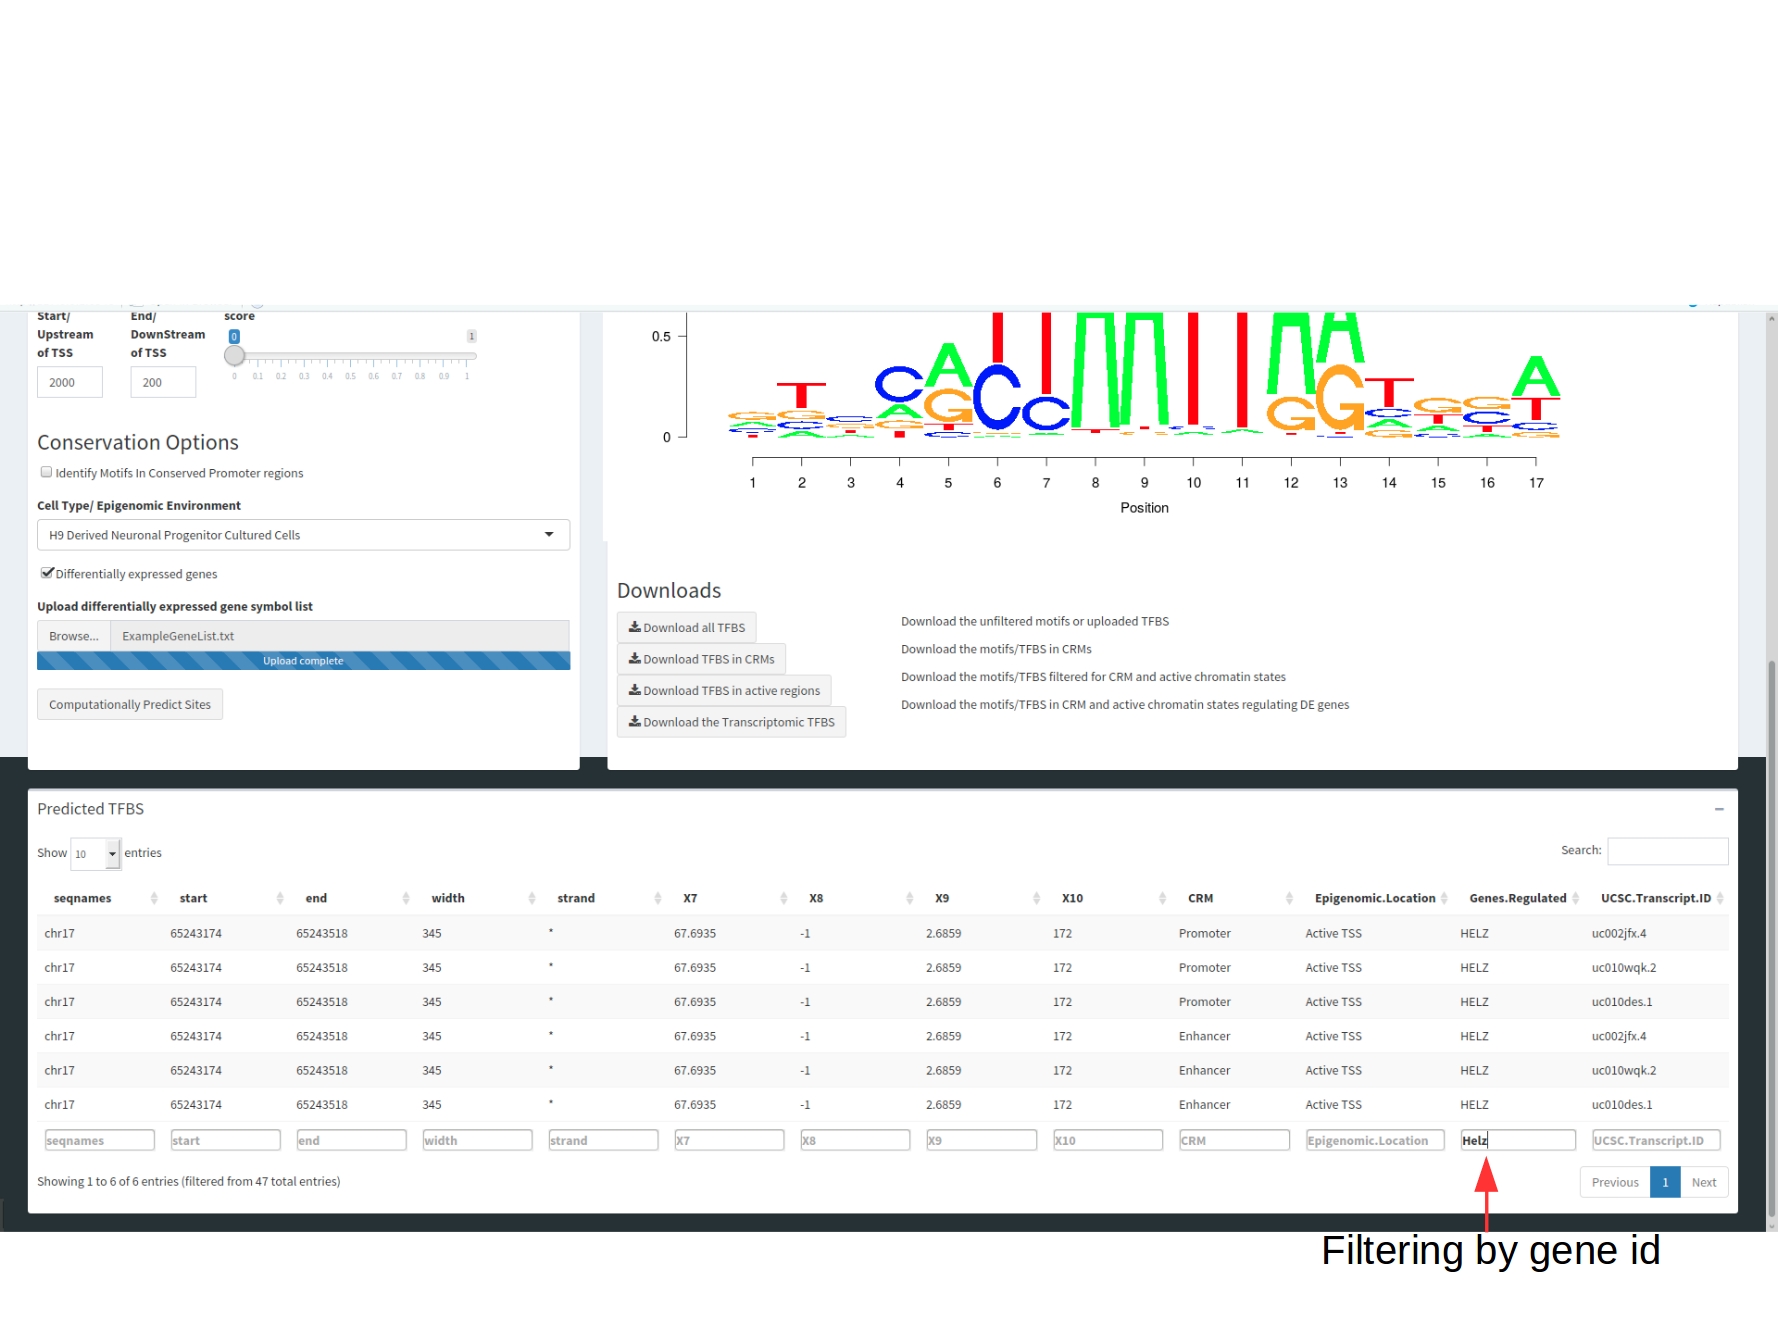 Start/ End/ score
Upstream DownStream 0 1
of TSS of TSS
2000 200 0 0.1 0.2 0.3 0.4 0.5 0.6 0.7 0.8 0.9 1
Conservation Options
Identify Motifs In Conserved Promoter regions
Cell Type/ Epigenomic Environment
H9 Derived Neuronal Progenitor Cultured Cells
Differentially expressed genes
Upload differentially expressed gene symbol list
Browse... ExampleGeneList.txt
Upload complete
Computationally Predict Sites
0.5
0
1 2 3 4 5 6 7 8 9 10 11 12 13 14 15 16 17
Position
Downloads
Download all TFBS Download the unfiltered motifs or uploaded TFBS
Download TFBS in CRMs Download the motifs/TFBS in CRMs
Download TFBS in active regions Download the motifs/TFBS filtered for CRM and active chromatin states
Download the Transcriptomic TFBS Download the motifs/TFBS in CRM and active chromatin states regulating DE genes
Predicted TFBS
Show 10 entries Search:
seqnames start end width strand X7 X8 X9 X10 CRM Epigenomic.Location Genes.Regulated UCSC.Transcript.ID
chr17 65243174 65243518 345 * 67.6935 -1 2.6859 172 Promoter Active TSS HELZ uc002jfx.4
chr17 65243174 65243518 345 * 67.6935 -1 2.6859 172 Promoter Active TSS HELZ uc010wqk.2
chr17 65243174 65243518 345 * 67.6935 -1 2.6859 172 Promoter Active TSS HELZ uc010des.1
chr17 65243174 65243518 345 * 67.6935 -1 2.6859 172 Enhancer Active TSS HELZ uc002jfx.4
chr17 65243174 65243518 345 * 67.6935 -1 2.6859 172 Enhancer Active TSS HELZ uc010wqk.2
chr17 65243174 65243518 345 * 67.6935 -1 2.6859 172 Enhancer Active TSS HELZ uc010des.1
seqnames start end width strand X7 X8 X9 X10 CRM Epigenomic.Location Helz UCSC.Transcript.ID
Showing 1 to 6 of 6 entries (filtered from 47 total entries) Previous 1 Next
Filtering by gene id